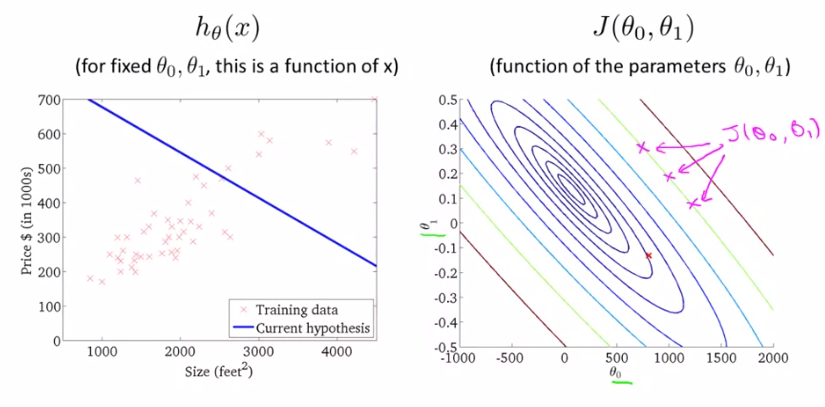 hθ(x)
(for fixed θ0, θ1, this is a function of x)
700
600
500
400
300
200
100
0
Price $ (in 1000s)
1000 2000 3000 4000
Size (feet²)
Training data
Current hypothesis
J(θ0, θ1)
(function of the parameters θ0, θ1)
0.5
0.4
0.3
0.2
0.1
0
-0.1
-0.2
-0.3
-0.4
-0.5
θ1
-1000 -500 0 500 1000 1500 2000
θ0
J(θ0, θ1)